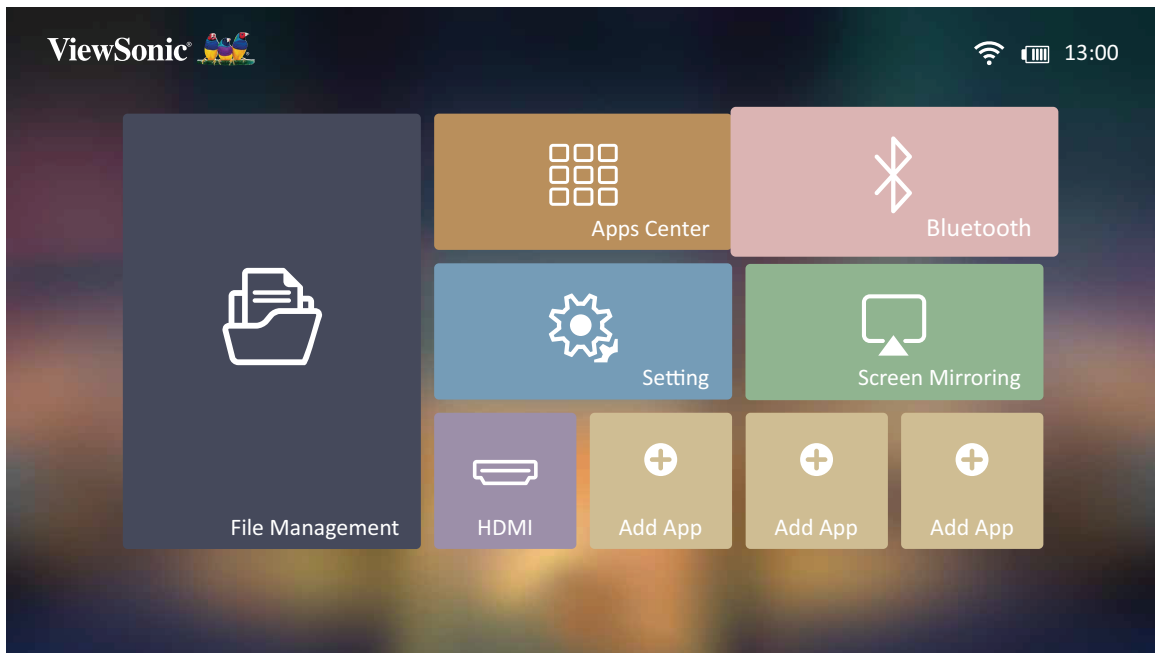 ViewSonic®
13:00
Apps Center
Bluetooth
Setting
Screen Mirroring
File Management
HDMI
Add App
Add App
Add App